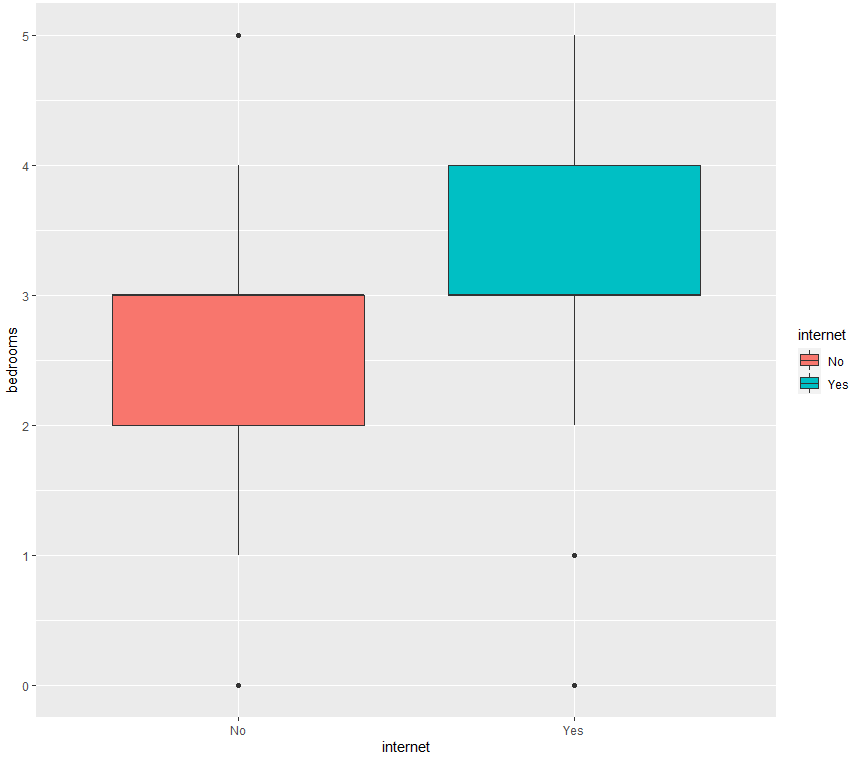 5
4
3
2
1
0
bedrooms
No
Yes
internet
internet
No
Yes